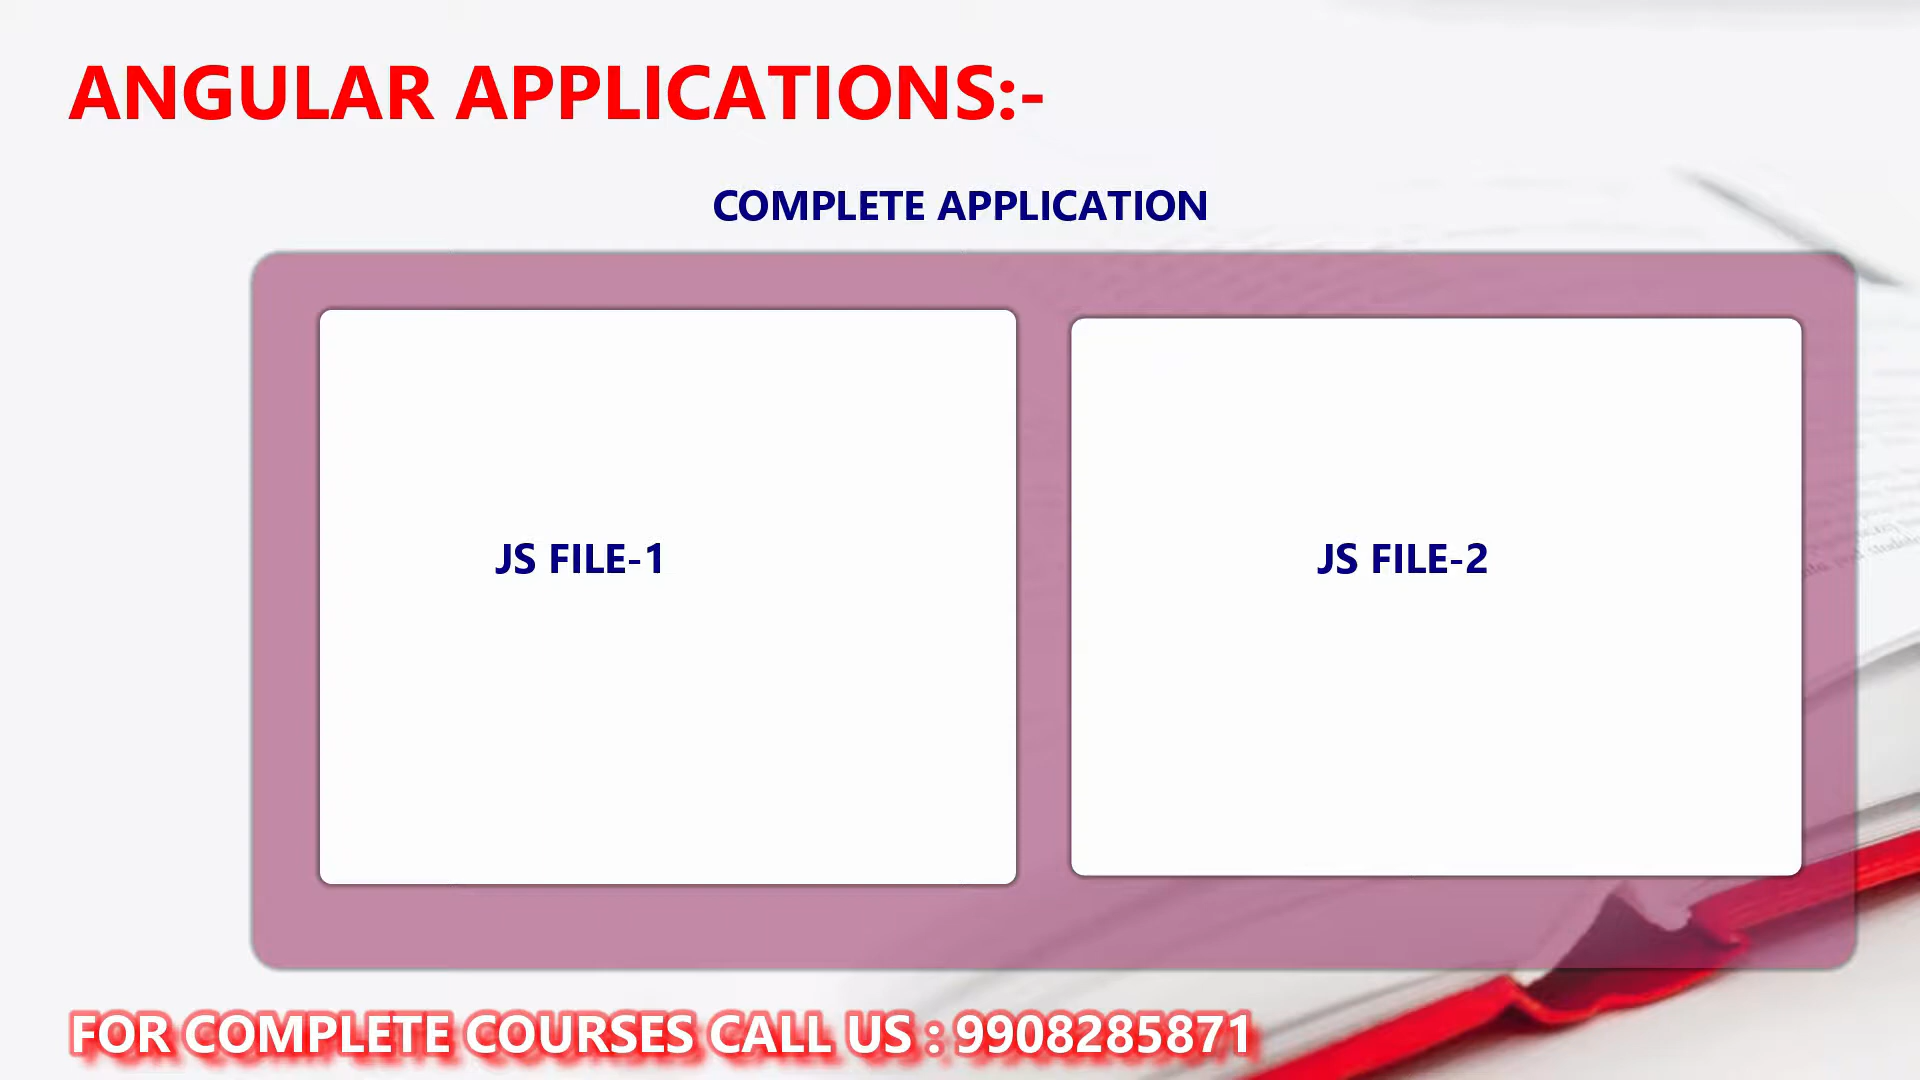 ANGULAR APPLICATIONS:-
COMPLETE APPLICATION
JS FILE-1
JS FILE-2
FOR COMPLETE COURSES CALL US : 9908285871